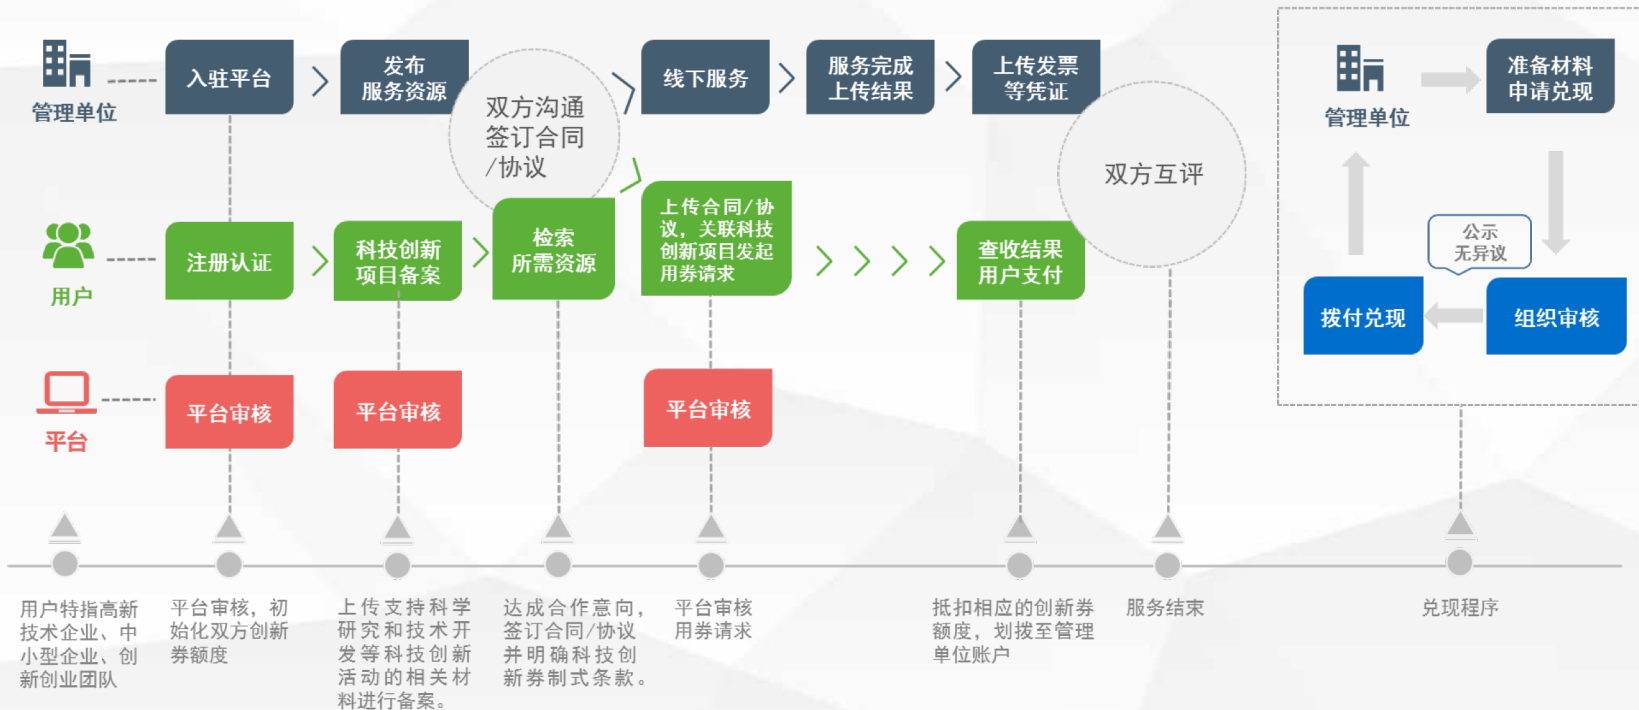 管理单位
入驻平台
发布
服务资源
双方沟通
签订合同
/协议
线下服务
服务完成
上传结果
上传发票
等凭证
双方互评
用户
注册认证
科技创新
项目备案
检索
所需资源
上传合同/协
议，关联科技
创新项目发起
用券请求
查收结果
用户支付
平台
平台审核
平台审核
平台审核
管理单位
准备材料
申请兑现
公示
无异议
拨付兑现
组织审核
用户特指高新
技术企业、中
小型企业、创
新创业团队
平台审核，初
始化双方创新
券额度
上传支持科学
研究和技术开
发等科技创新
活动的相关材
料进行备案。
达成合作意向，
签订合同/协议
并明确科技创
新券制式条款。
平台审核
用券请求
抵扣相应的创新券
额度，划拨至管理
单位账户
服务结束
兑现程序